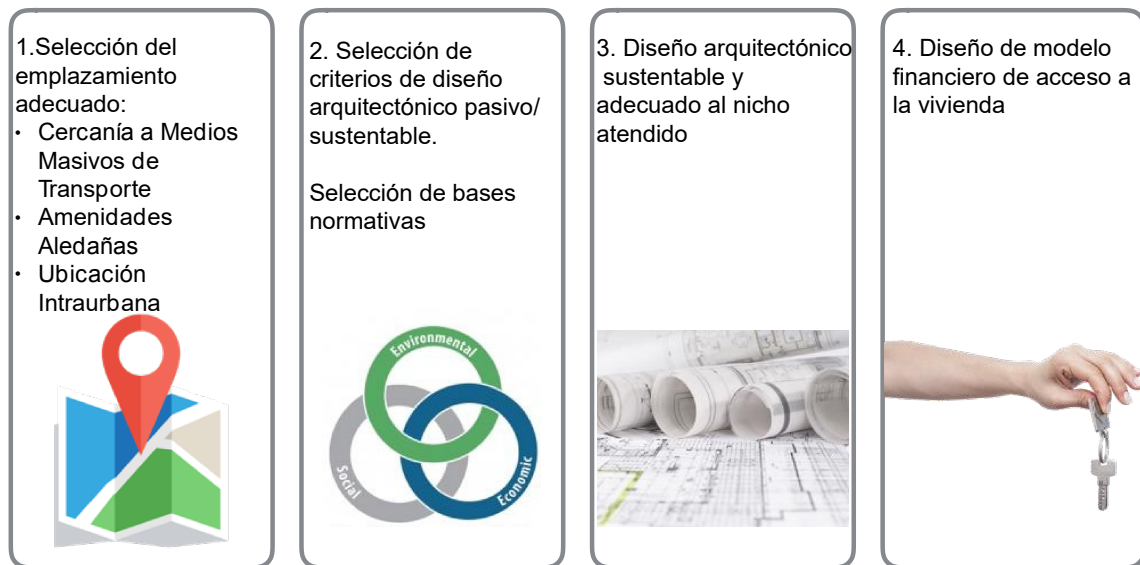 1.Selección del
emplazamiento
adecuado:
• Cercanía a Medios
Masivos de
Transporte
• Amenidades
Aledañas
• Ubicación
Intraurbana
2. Selección de
criterios de diseño
arquitectónico pasivo/
sustentable.
Selección de bases
normativas
Environmental
Social
Economic
3. Diseño arquitectónico
sustentable y
adecuado al nicho
atendido
4. Diseño de modelo
financiero de acceso a
la vivienda